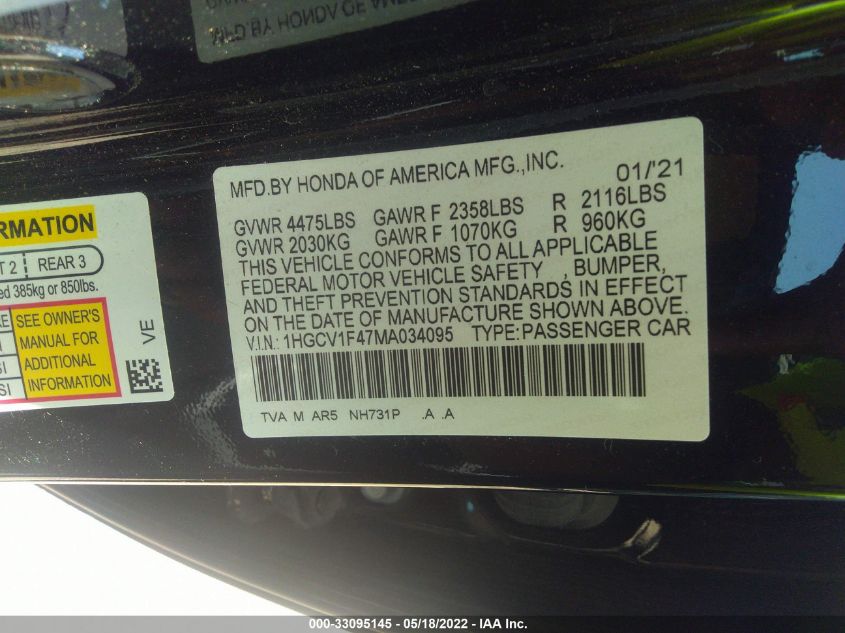 MFD.BY HONDA OF AMERICA MFG.,INC. 01/'21
GVWR 4475LBS GAWR F 2358LBS R 2116LBS
GVWR 2030KG GAWR F 1070KG R 960KG
THIS VEHICLE CONFORMS TO ALL APPLICABLE
FEDERAL MOTOR VEHICLE SAFETY , BUMPER,
AND THEFT PREVENTION STANDARDS IN EFFECT
ON THE DATE OF MANUFACTURE SHOWN ABOVE.
V.I.N.: 1HGCV1F47MA034095 TYPE:PASSENGER CAR
TVA M AR5 NH731P .A .A
ORMATION
T 2 REAR 3
ed 385kg or 850lbs.
SEE OWNER'S
MANUAL FOR
ADDITIONAL
INFORMATION
VE
000-33095145 - 05/18/2022 - IAA Inc.